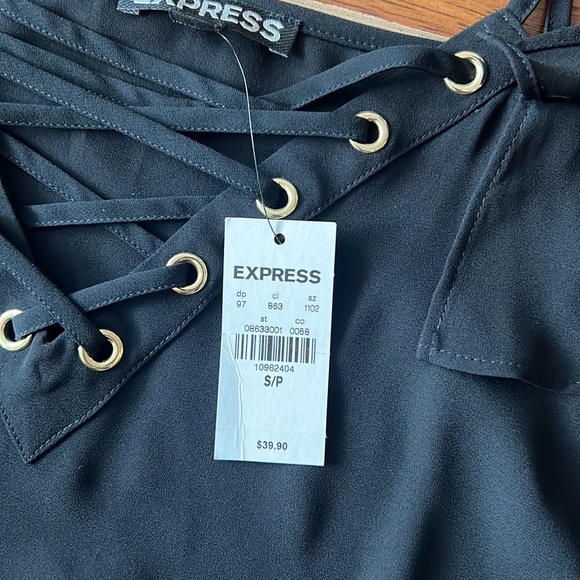 EXPRESS
EXPRESS
dp cl sz
97 863 1102
st co
08633001 0058
10962404
S/P
$39.90